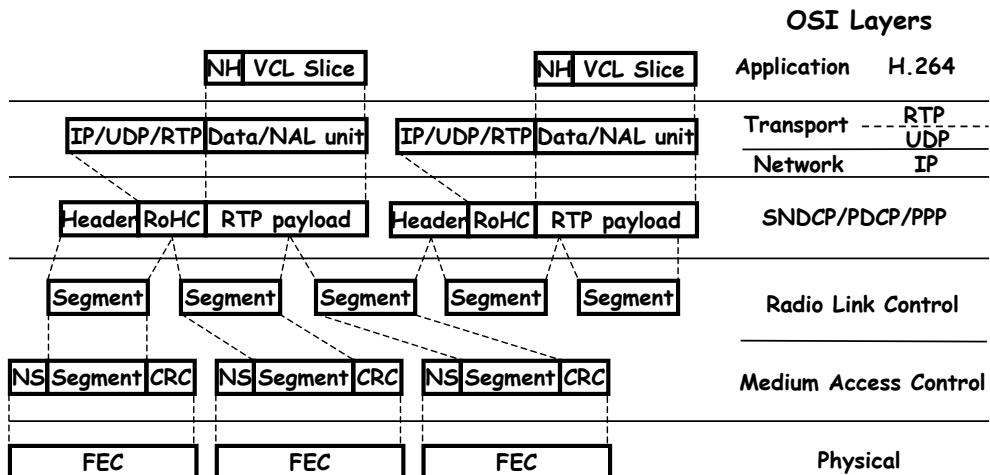 OSI Layers
NH VCL Slice NH VCL Slice Application H.264
IP/UDP/RTP Data/NAL unit IP/UDP/RTP Data/NAL unit Transport RTP
UDP
Network IP
Header RoHC RTP payload Header RoHC RTP payload SNDCP/PDCP/PPP
Segment Segment Segment Segment Segment Radio Link Control
NS Segment CRC NS Segment CRC NS Segment CRC Medium Access Control
FEC FEC FEC Physical